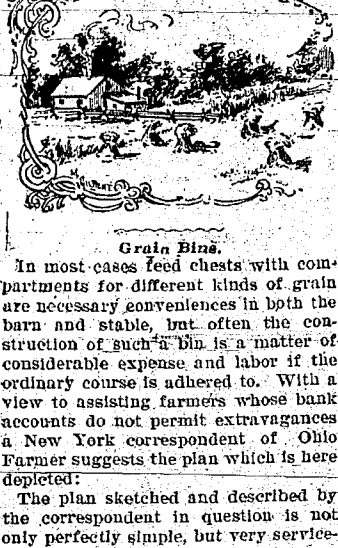 Grain Bins.
In most cases feed chests with com-
partments for different kinds of grain
are necessary conveniences in both the
barn and stable, but often the con-
struction of such a bin is a matter of
considerable expense and labor if the
ordinary course is adhered to. With a
view to assisting farmers whose bank
accounts do not permit extravagances
a New York correspondent of Ohio
Farmer suggests the plan which is here
depicted:
The plan sketched and described by
the correspondent in question is not
only perfectly simple, but very service-